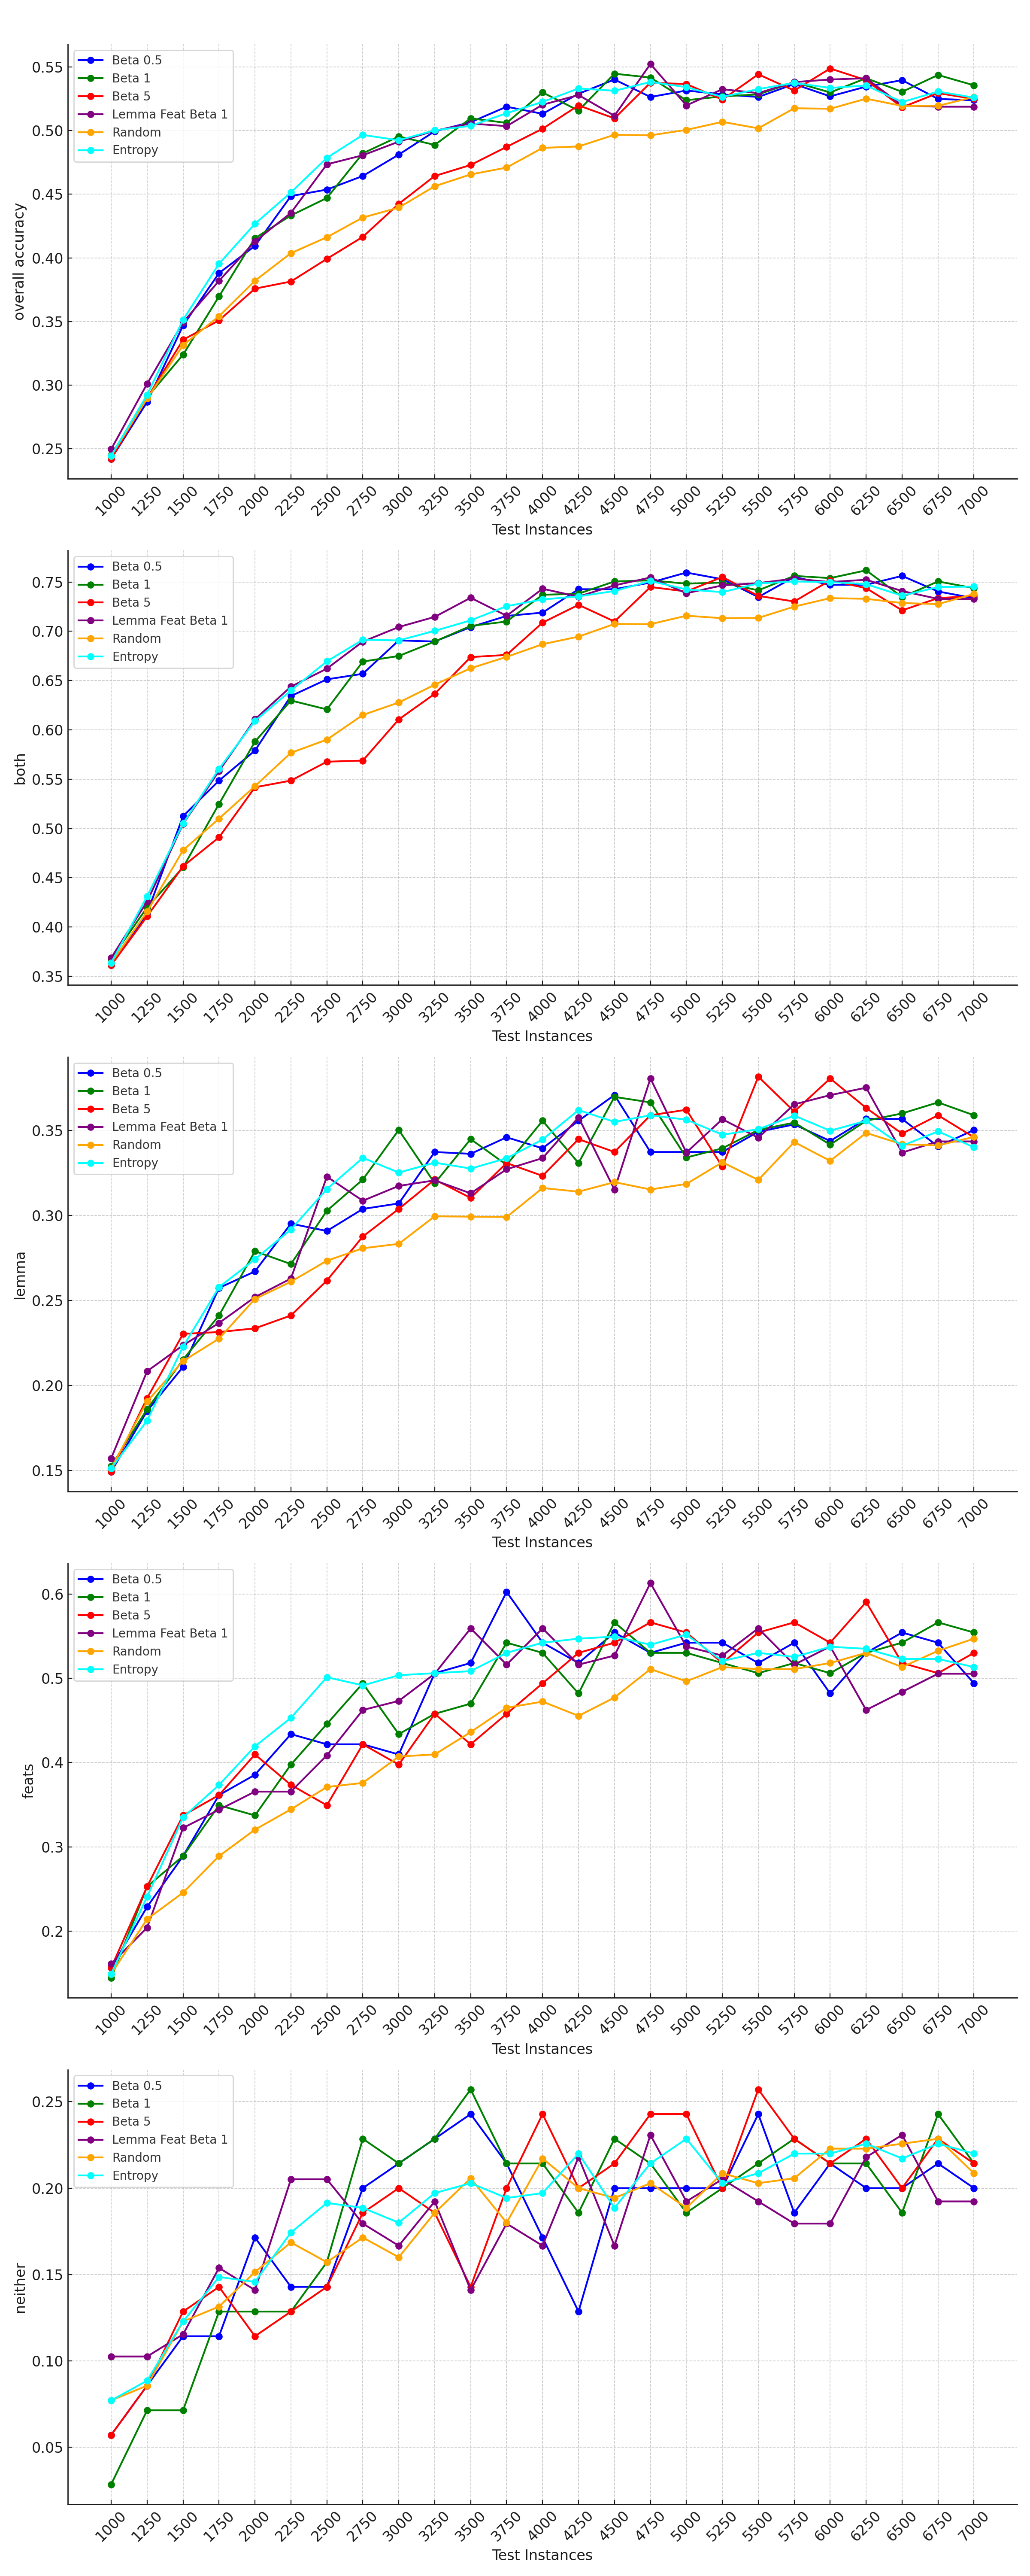 overall accuracy
0.55
0.50
0.45
0.40
0.35
0.30
0.25
Beta 0.5
Beta 1
Beta 5
Lemma Feat Beta 1
Random
Entropy
1000 1250 1500 1750 2000 2250 2500 2750 3000 3250 3500 3750 4000 4250 4500 4750 5000 5250 5500 5750 6000 6250 6500 6750 7000
Test Instances
both
0.75
0.70
0.65
0.60
0.55
0.50
0.45
0.40
0.35
Beta 0.5
Beta 1
Beta 5
Lemma Feat Beta 1
Random
Entropy
1000 1250 1500 1750 2000 2250 2500 2750 3000 3250 3500 3750 4000 4250 4500 4750 5000 5250 5500 5750 6000 6250 6500 6750 7000
Test Instances
lemma
0.35
0.30
0.25
0.20
0.15
Beta 0.5
Beta 1
Beta 5
Lemma Feat Beta 1
Random
Entropy
1000 1250 1500 1750 2000 2250 2500 2750 3000 3250 3500 3750 4000 4250 4500 4750 5000 5250 5500 5750 6000 6250 6500 6750 7000
Test Instances
feats
0.6
0.5
0.4
0.3
0.2
Beta 0.5
Beta 1
Beta 5
Lemma Feat Beta 1
Random
Entropy
1000 1250 1500 1750 2000 2250 2500 2750 3000 3250 3500 3750 4000 4250 4500 4750 5000 5250 5500 5750 6000 6250 6500 6750 7000
Test Instances
neither
0.25
0.20
0.15
0.10
0.05
Beta 0.5
Beta 1
Beta 5
Lemma Feat Beta 1
Random
Entropy
1000 1250 1500 1750 2000 2250 2500 2750 3000 3250 3500 3750 4000 4250 4500 4750 5000 5250 5500 5750 6000 6250 6500 6750 7000
Test Instances